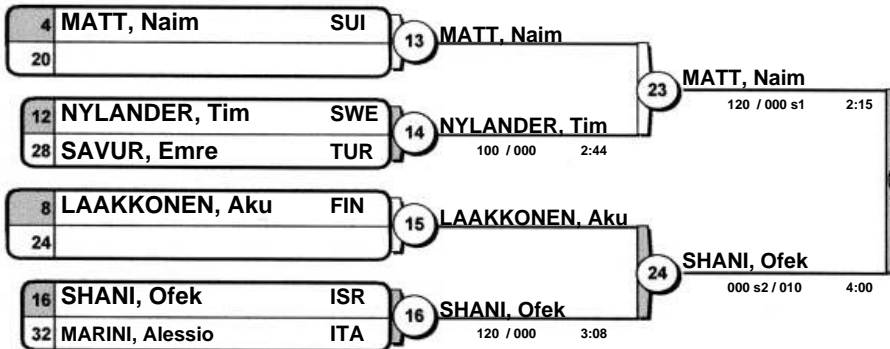 4 MATT, Naim SUI
20
13 MATT, Naim
12 NYLANDER, Tim SWE
28 SAVUR, Emre TUR
14 NYLANDER, Tim
100 / 000 2:44
23 MATT, Naim
120 / 000 s1 2:15
8 LAAKKONEN, Aku FIN
24
15 LAAKKONEN, Aku
16 SHANI, Ofek ISR
32 MARINI, Alessio ITA
16 SHANI, Ofek
120 / 000 3:08
24 SHANI, Ofek
000 s2 / 010 4:00